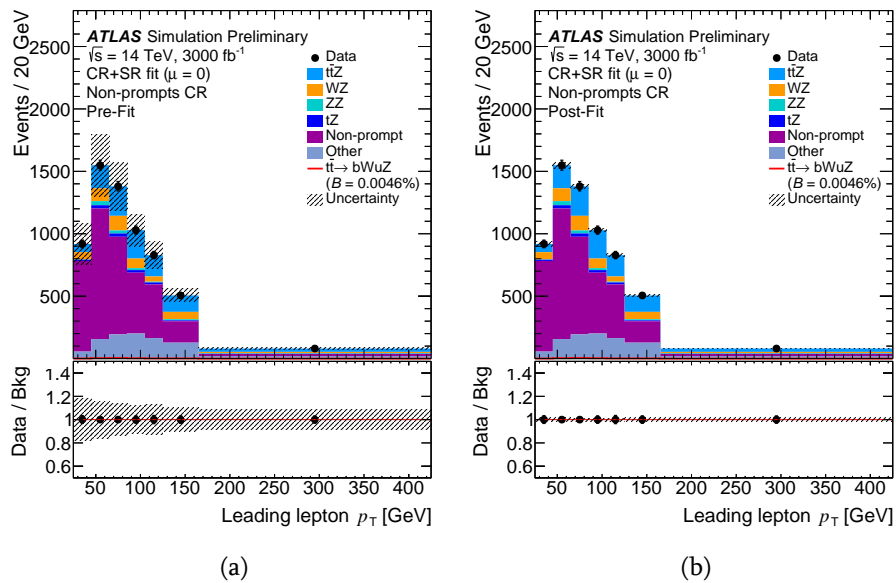 ATLAS Simulation Preliminary
√s = 14 TeV, 3000 fb⁻¹
CR+SR fit (μ = 0)
Non-prompts CR
Pre-Fit
Data
tt̄Z
WZ
ZZ
tZ
Non-prompt
Other
tt̄→ bWuZ
(B = 0.0046%)
Uncertainty
Events / 20 GeV
2500
2000
1500
1000
500
Data / Bkg
1.4
1.2
1
0.8
0.6
50 100 150 200 250 300 350 400
Leading lepton pT [GeV]
(a)
ATLAS Simulation Preliminary
√s = 14 TeV, 3000 fb⁻¹
CR+SR fit (μ = 0)
Non-prompts CR
Post-Fit
Data
tt̄Z
WZ
ZZ
tZ
Non-prompt
Other
tt̄→ bWuZ
(B = 0.0046%)
Uncertainty
Events / 20 GeV
2500
2000
1500
1000
500
Data / Bkg
1.4
1.2
1
0.8
0.6
50 100 150 200 250 300 350 400
Leading lepton pT [GeV]
(b)